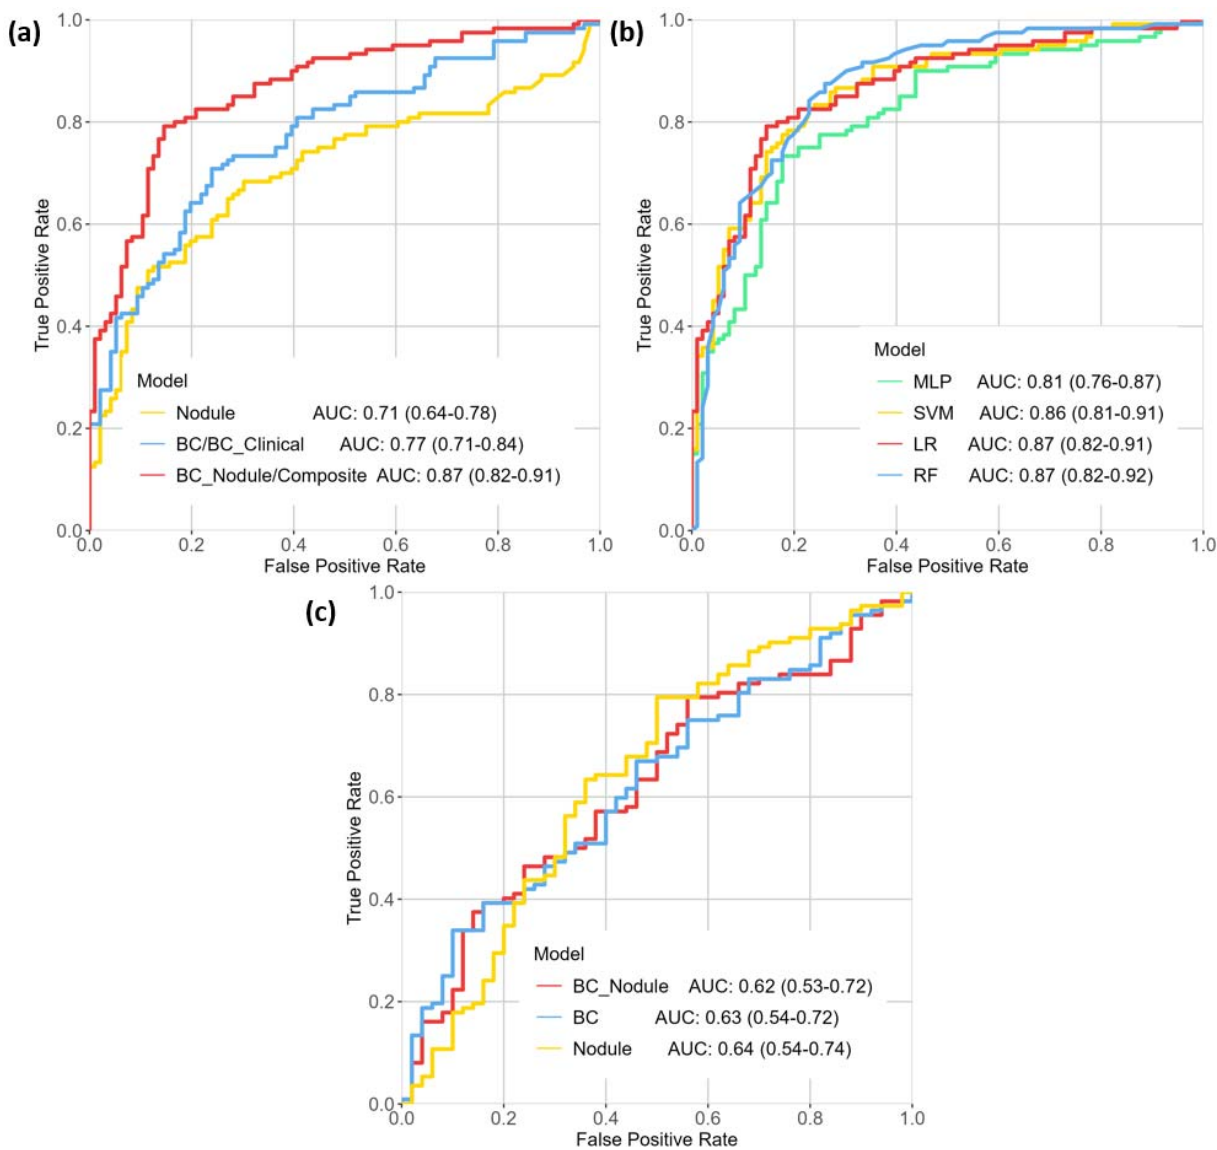 (a)
True Positive Rate
1.0
0.8
0.6
0.4
0.2
0.0
Model
Nodule AUC: 0.71 (0.64-0.78)
BC/BC_Clinical AUC: 0.77 (0.71-0.84)
BC_Nodule/Composite AUC: 0.87 (0.82-0.91)
0.0 0.2 0.4 0.6 0.8 1.0
False Positive Rate
(b)
True Positive Rate
1.0
0.8
0.6
0.4
0.2
0.0
Model
MLP AUC: 0.81 (0.76-0.87)
SVM AUC: 0.86 (0.81-0.91)
LR AUC: 0.87 (0.82-0.91)
RF AUC: 0.87 (0.82-0.92)
0.0 0.2 0.4 0.6 0.8 1.0
False Positive Rate
(c)
True Positive Rate
1.0
0.8
0.6
0.4
0.2
0.0
Model
BC_Nodule AUC: 0.62 (0.53-0.72)
BC AUC: 0.63 (0.54-0.72)
Nodule AUC: 0.64 (0.54-0.74)
0.0 0.2 0.4 0.6 0.8 1.0
False Positive Rate